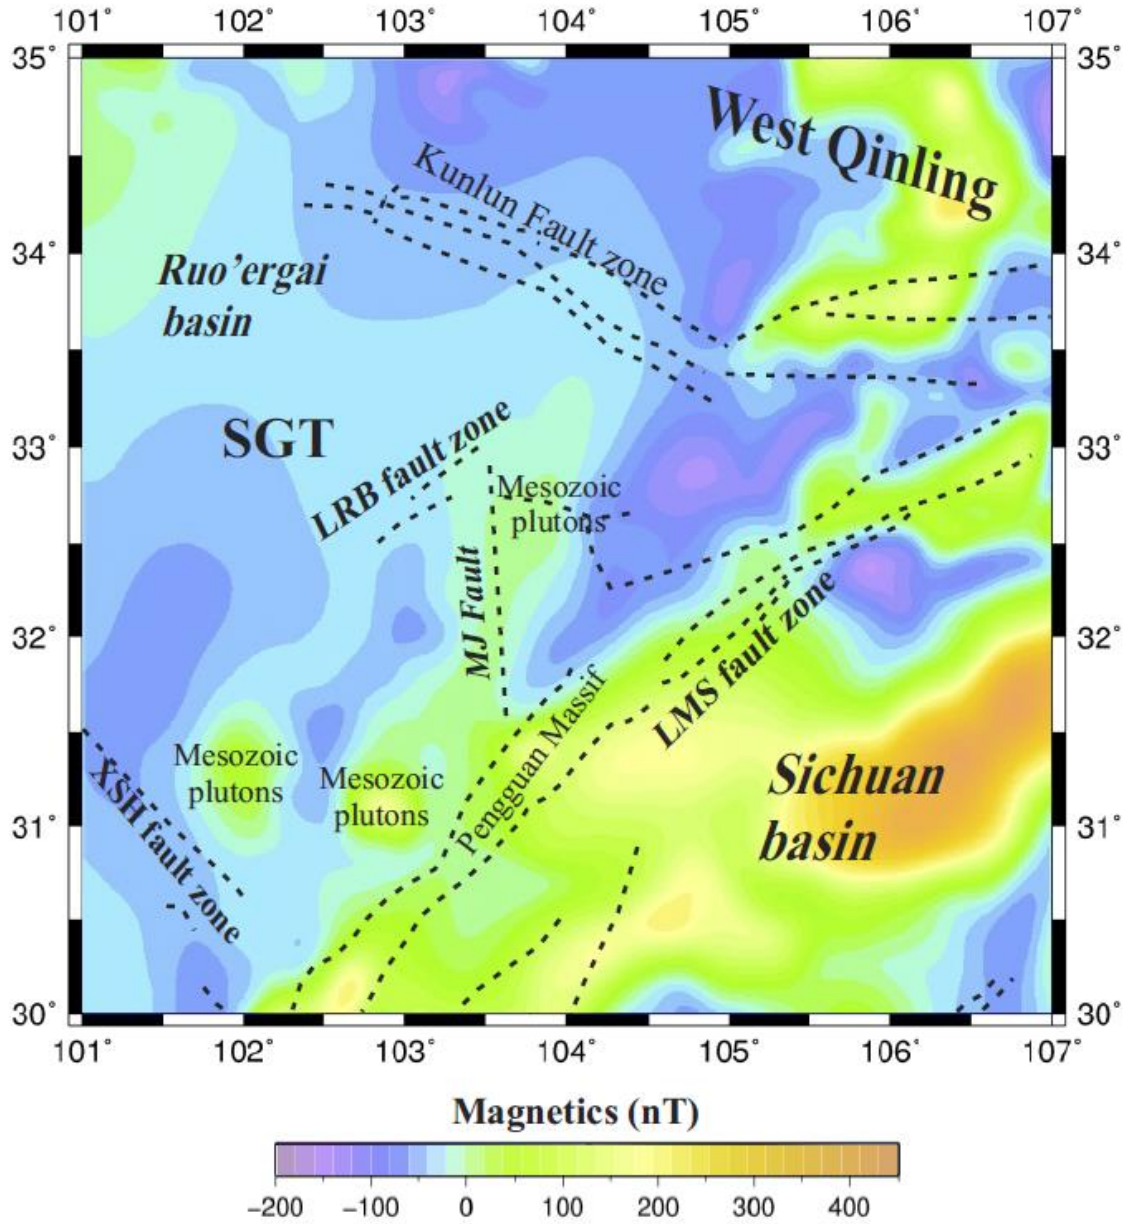 101° 102° 103° 104° 105° 106° 107°
35° 35°
West Qinling
Kunlun Fault zone
34° 34°
Ruo’ergai
basin
SGT
LRB fault zone
33° 33°
Mesozoic
plutons
MJ Fault
32° 32°
LMS fault zone
Pengguan Massif
Mesozoic
plutons
Mesozoic
plutons
Sichuan
basin
XSH fault zone
31° 31°
30° 30°
101° 102° 103° 104° 105° 106° 107°
Magnetics (nT)
−200 −100 0 100 200 300 400